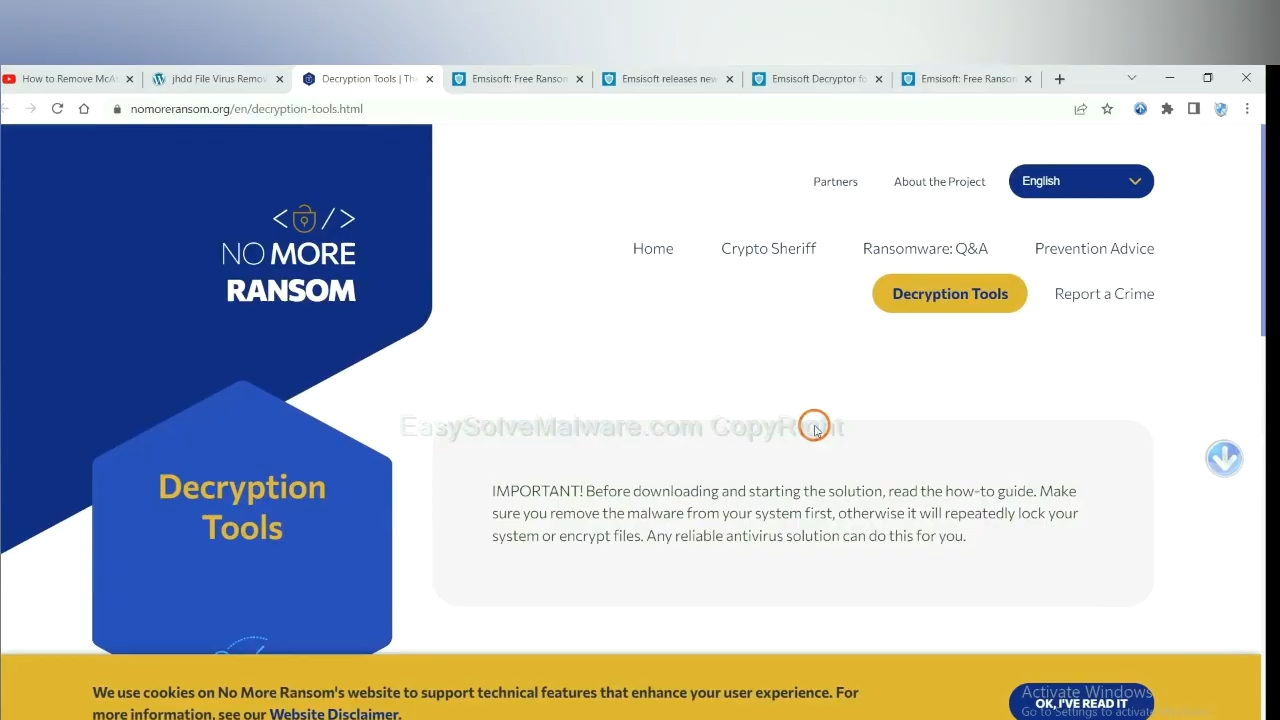 How to Remove McA
jhdd File Virus Remov
Decryption Tools | Th
Emsisoft: Free Ranson
Emsisoft releases new
Emsisoft Decryptor fo
Emsisoft: Free Ranson
nomoreransom.org/en/decryption-tools.html
Partners
About the Project
English
</>
NO MORE
RANSOM
Home
Crypto Sheriff
Ransomware: Q&A
Prevention Advice
Decryption Tools
Report a Crime
EasySolveMalware.com CopyRight
Decryption
Tools
IMPORTANT! Before downloading and starting the solution, read the how-to guide. Make
sure you remove the malware from your system first, otherwise it will repeatedly lock your
system or encrypt files. Any reliable antivirus solution can do this for you.
We use cookies on No More Ransom's website to support technical features that enhance your user experience. For
more information, see our Website Disclaimer.
Activate Windows
OK, I'VE READ IT
Go to Settings to activate